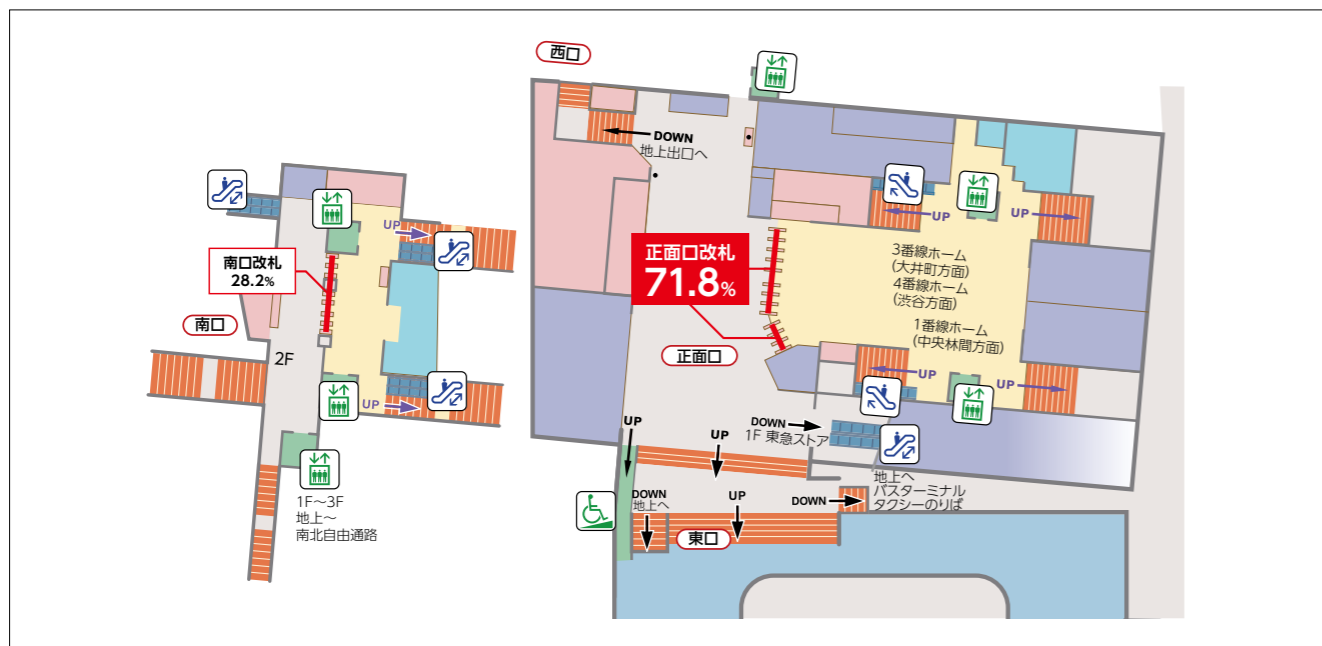 西口
DOWN
地上出口へ
UP
南口改札
28.2%
南口
2F
UP
1F～3F
地上～
南北自由通路
正面口改札
71.8%
正面口
UP
UP
3番線ホーム
(大井町方面)
4番線ホーム
(渋谷方面)
1番線ホーム
(中央林間方面)
UP
UP
UP
UP
DOWN
1F 東急ストア
地上へ
バスターミナル
タクシーのりば
DOWN
地上へ
UP
DOWN
東口